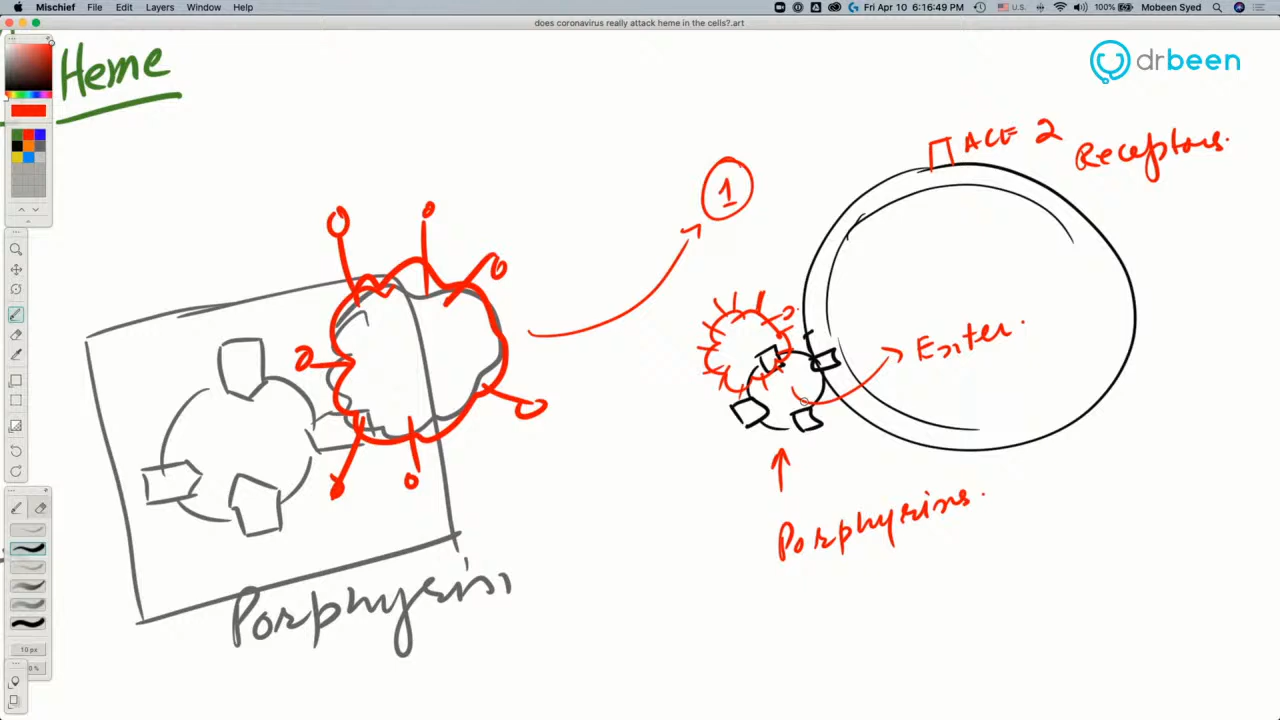 Mischief File Edit Layers Window Help
100% Fri Apr 10 6:16:49 PM U.S. 100% Mobeen Syed
does coronavirus really attack heme in the cells?.art
Heme
drbeen
ACE 2
Receptors.
1
Enter.
Porphyrins.
Porphyrins
10 px